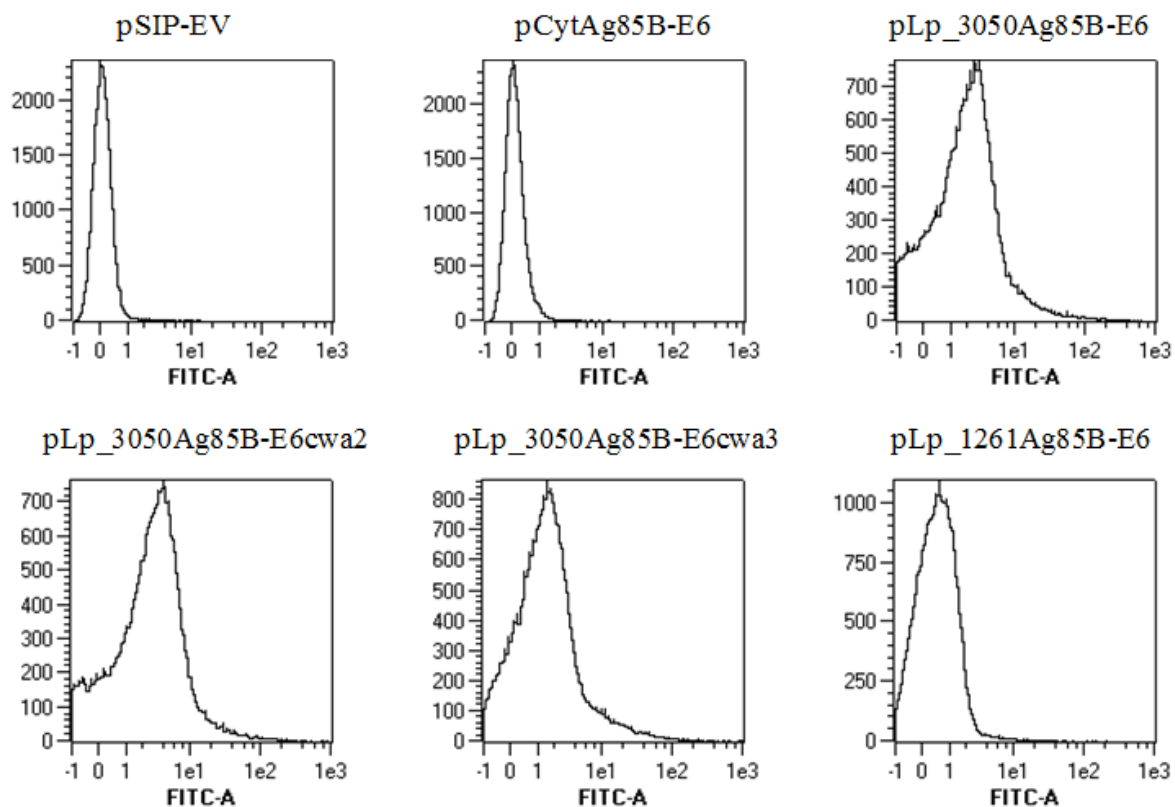 pSIP-EV
2000
1500
1000
500
0
-1 0 1 1e1 1e2 1e3
FITC-A
pCytAg85B-E6
2000
1500
1000
500
0
-1 0 1 1e1 1e2 1e3
FITC-A
pLp_3050Ag85B-E6
700
600
500
400
300
200
100
0
-1 0 1 1e1 1e2 1e3
FITC-A
pLp_3050Ag85B-E6cwa2
700
600
500
400
300
200
100
0
-1 0 1 1e1 1e2 1e3
FITC-A
pLp_3050Ag85B-E6cwa3
800
700
600
500
400
300
200
100
0
-1 0 1 1e1 1e2 1e3
FITC-A
pLp_1261Ag85B-E6
1000
750
500
250
0
-1 0 1 1e1 1e2 1e3
FITC-A